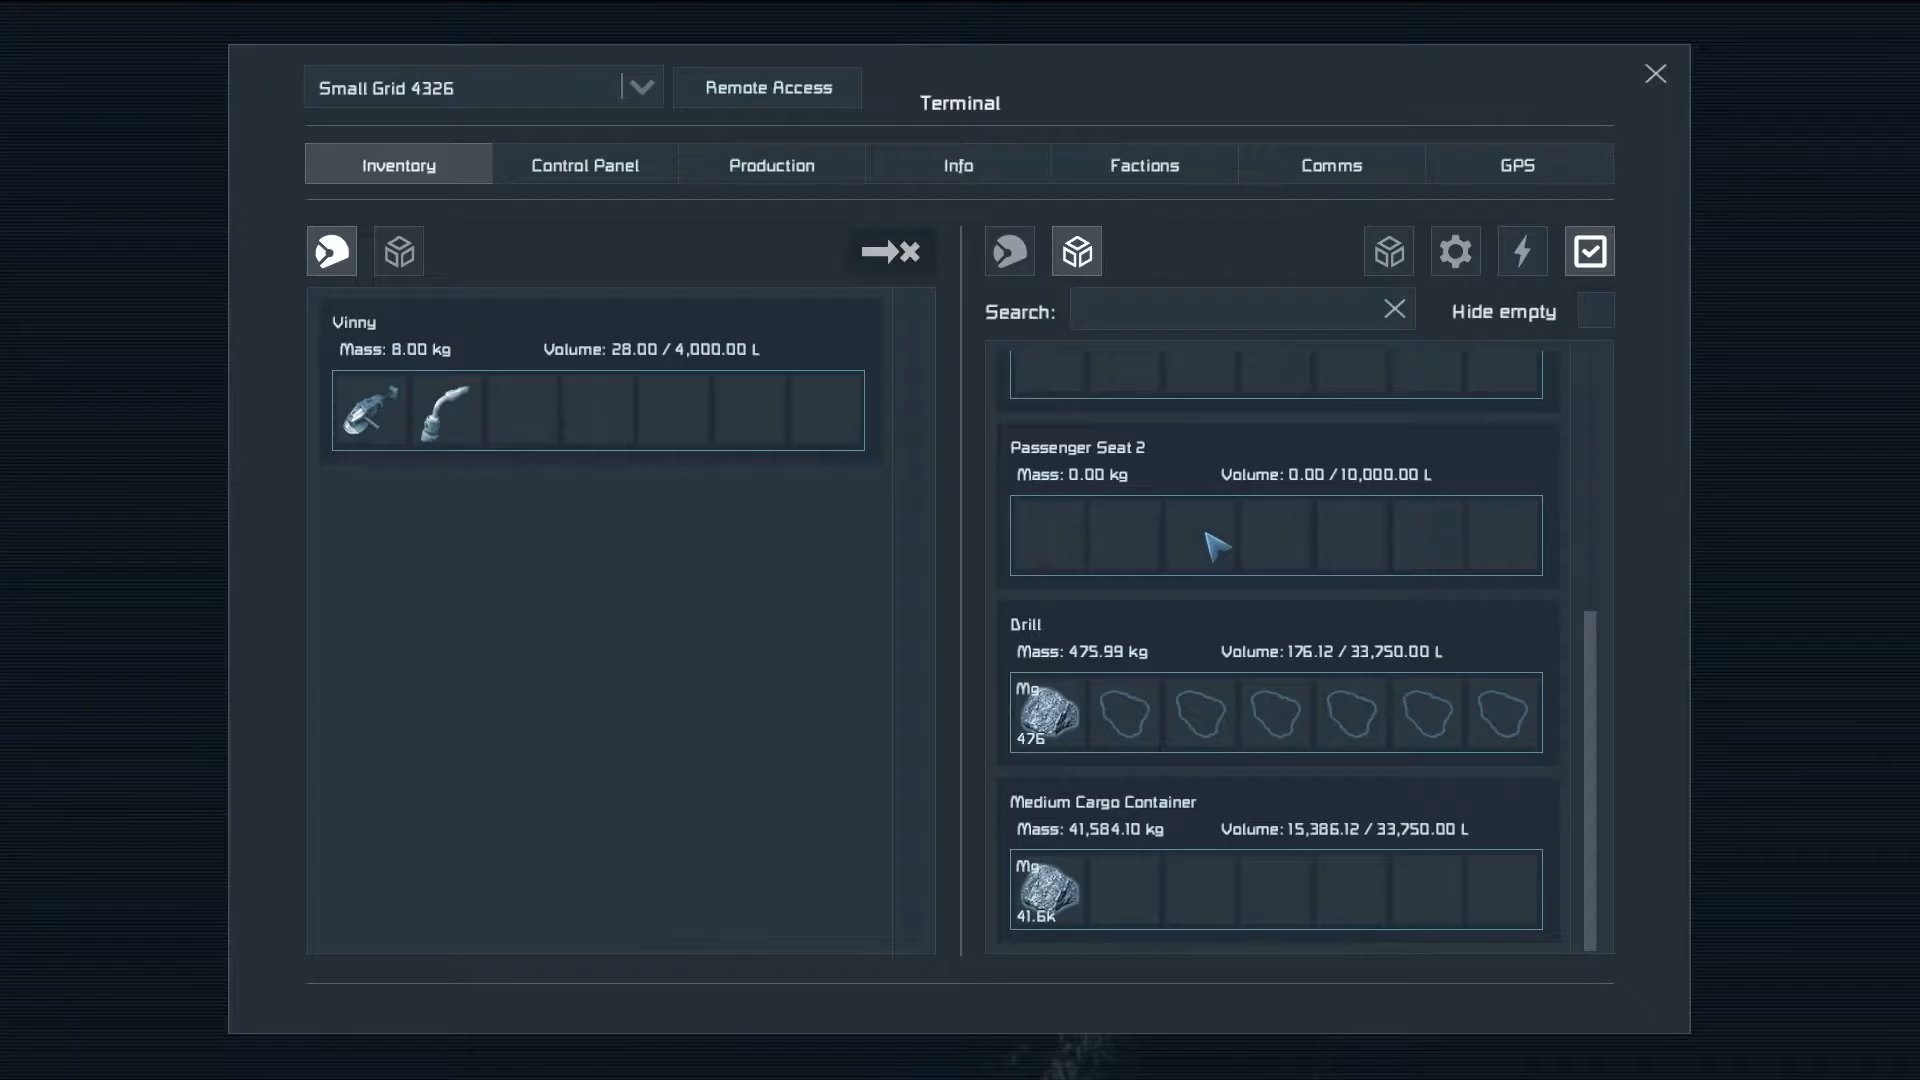 Small Grid 4326
Remote Access
Terminal
Inventory
Control Panel
Production
Info
Factions
Comms
GPS
Search:
Hide empty
Vinny
Mass: 8.00 kg
Volume: 28.00 / 4,000.00 L
Passenger Seat 2
Mass: 0.00 kg
Volume: 0.00 / 10,000.00 L
Drill
Mass: 475.99 kg
Volume: 176.12 / 33,750.00 L
Mg
476
Medium Cargo Container
Mass: 41,584.10 kg
Volume: 15,386.12 / 33,750.00 L
Mg
41.6k